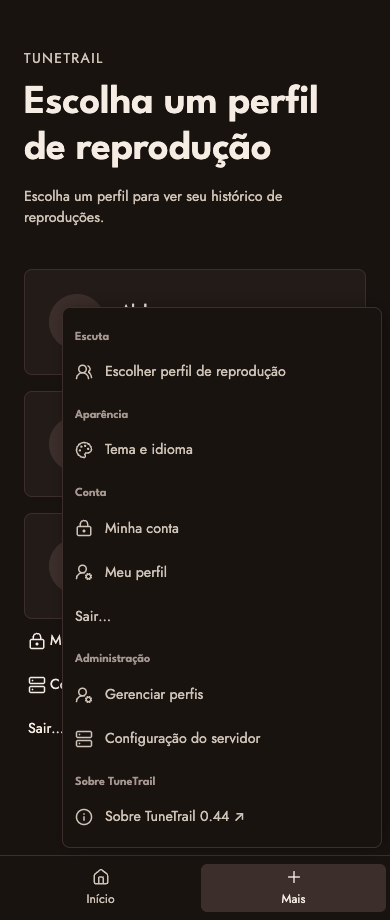 TUNETRAIL
Escolha um perfil
de reprodução
Escolha um perfil para ver seu histórico de
reproduções.
Escuta
Escolher perfil de reprodução
Aparência
Tema e idioma
Conta
Minha conta
Meu perfil
Sair...
Administração
Gerenciar perfis
Configuração do servidor
Sair...
Sobre TuneTrail
Sobre TuneTrail 0.44 ↗
Início
Mais